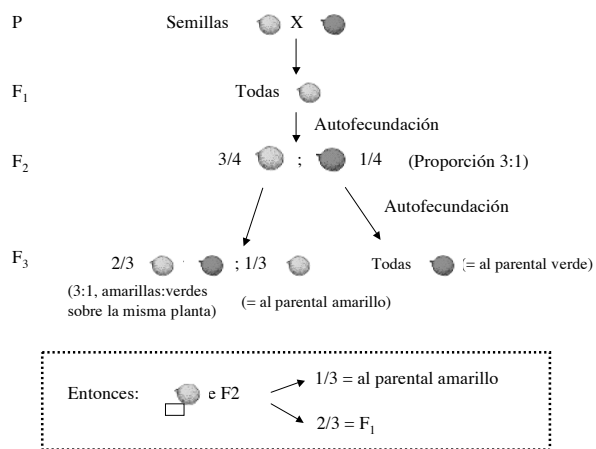 P Semillas X
F1 Todas
Autofecundación
F2 3/4 ; 1/4 (Proporción 3:1)
Autofecundación
F3 2/3 ; 1/3 Todas (= al parental verde)
(3:1, amarillas:verdes
sobre la misma planta) (= al parental amarillo)
1/3 = al parental amarillo
Entonces: e F2
2/3 = F1